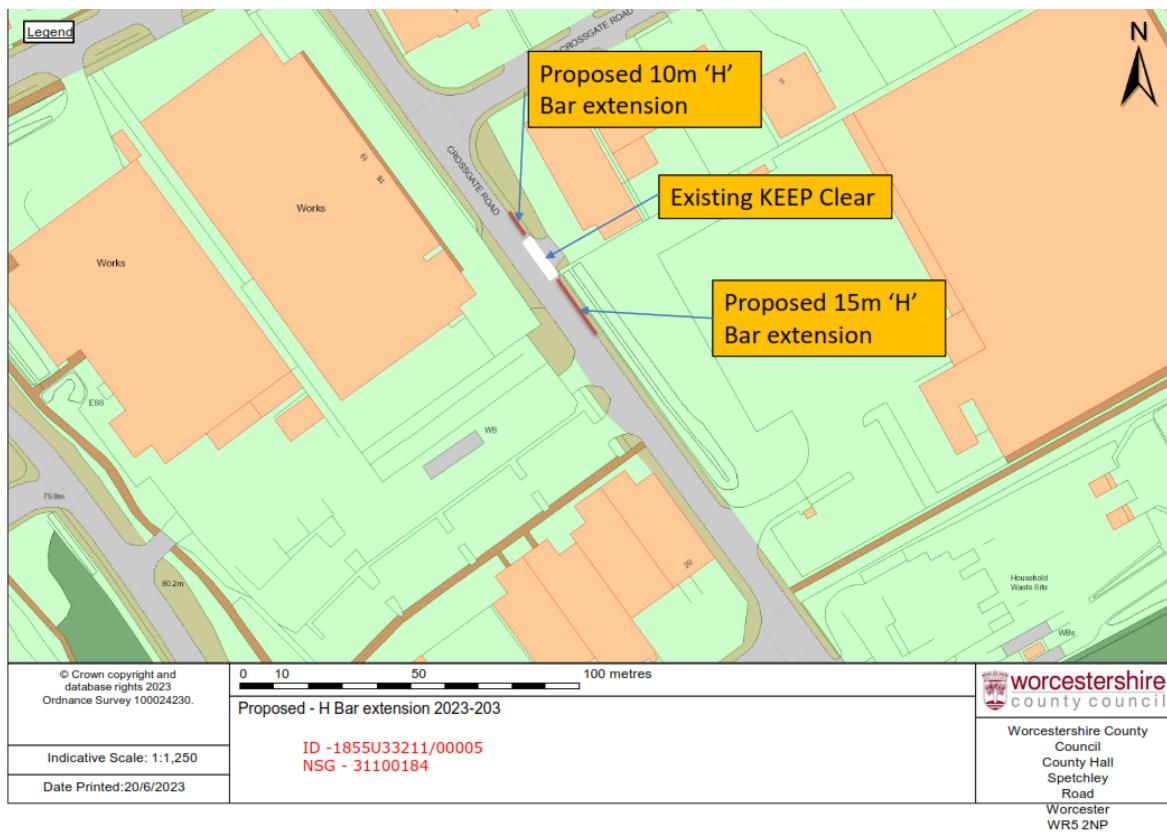 Legend
N
CROSSGATE ROAD
Proposed 10m ‘H’
Bar extension
5
CROSSGATE ROAD
Existing KEEP Clear
19
18
Works
Works
Proposed 15m ‘H’
Bar extension
ESS
WB
79.8m
80.2m
20
Household
Waste Site
WBs
© Crown copyright and
database rights 2023
Ordnance Survey 100024230.
Indicative Scale: 1:1,250
Date Printed:20/6/2023
0 10 50 100 metres
Proposed - H Bar extension 2023-203
ID -1855U33211/00005
NSG - 31100184
worcestershire
county council
Worcestershire County
Council
County Hall
Spetchley
Road
Worcester
WR5 2NP